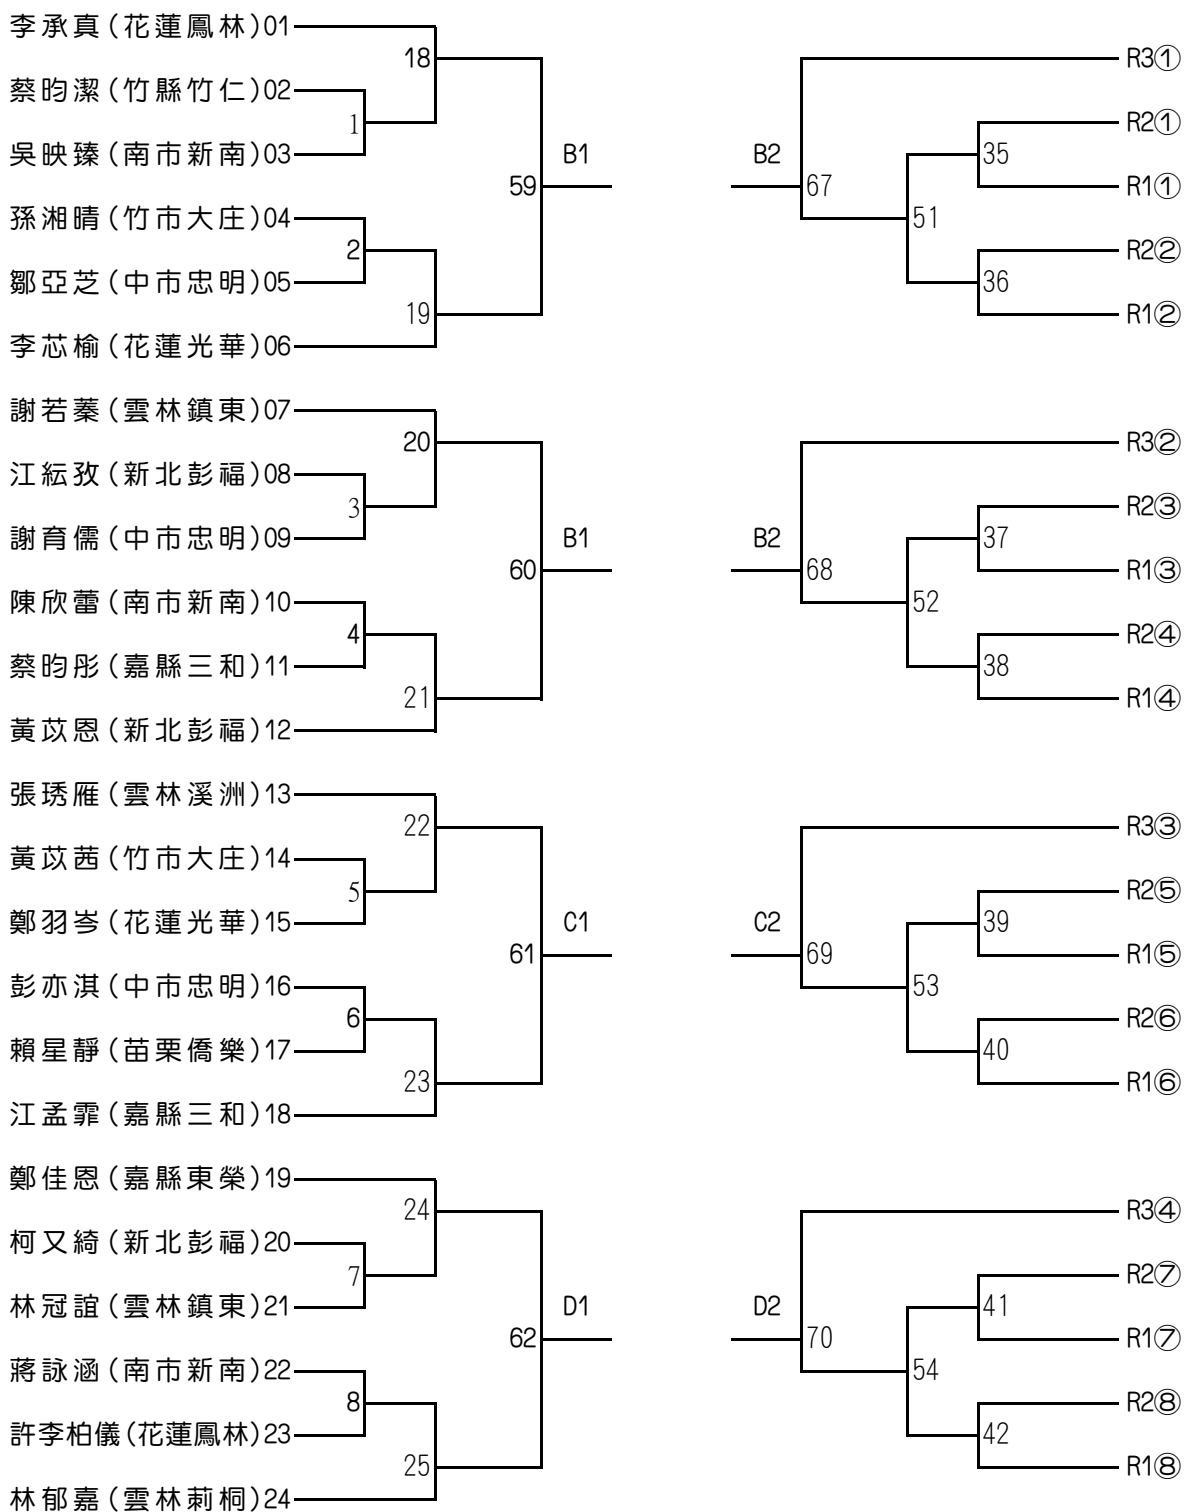 李承真(花蓮鳳林)01
18
R3①
蔡昀潔(竹縣竹仁)02
1
R2①
吳映臻(南市新南)03
B1
B2
35
59
67
R1①
孫湘晴(竹市大庄)04
51
2
R2②
鄒亞芝(中市忠明)05
36
19
R1②
李芯榆(花蓮光華)06
謝若蓁(雲林鎮東)07
20
R3②
江紜孜(新北彭福)08
3
R2③
謝育儒(中市忠明)09
B1
B2
37
60
68
R1③
陳欣蕾(南市新南)10
52
4
R2④
蔡昀彤(嘉縣三和)11
38
21
R1④
黃苡恩(新北彭福)12
張琇雁(雲林溪洲)13
22
R3③
黃苡茜(竹市大庄)14
5
R2⑤
鄭羽岑(花蓮光華)15
C1
C2
39
61
69
R1⑤
彭亦淇(中市忠明)16
53
6
R2⑥
賴星靜(苗栗僑樂)17
40
23
R1⑥
江孟霏(嘉縣三和)18
鄭佳恩(嘉縣東榮)19
24
R3④
柯又綺(新北彭福)20
7
R2⑦
林冠誼(雲林鎮東)21
D1
D2
41
62
70
R1⑦
蔣詠涵(南市新南)22
54
8
R2⑧
許李柏儀(花蓮鳳林)23
42
25
R1⑧
林郁嘉(雲林莿桐)24